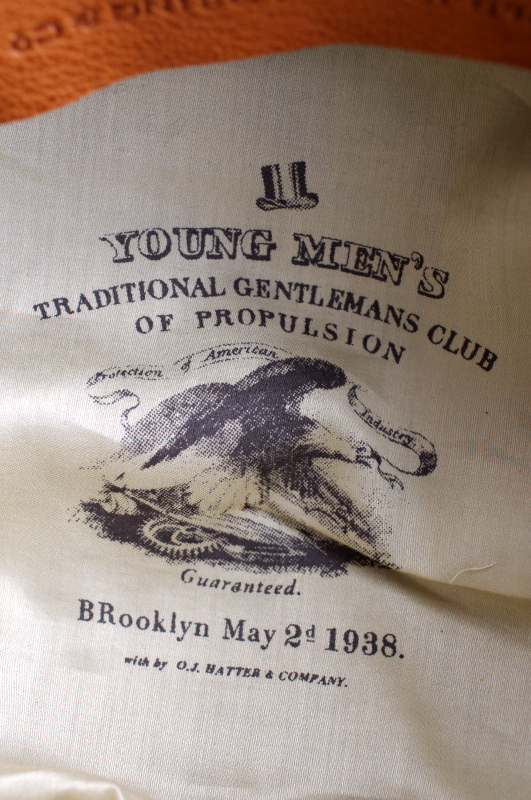 YOUNG MEN'S
TRADITIONAL GENTLEMANS CLUB
OF PROPULSION
Protection of American
Industry
Guaranteed.
BRooklyn May 2d 1938.
with by O.J. HATTER & COMPANY.